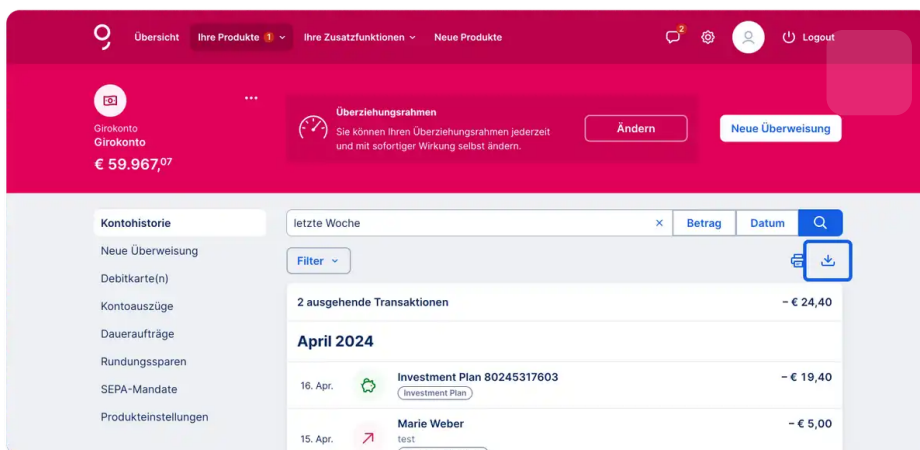 Übersicht
Ihre Produkte 1
Ihre Zusatzfunktionen
Neue Produkte
2
Logout
Girokonto
Girokonto
€ 59.967,07
Überziehungsrahmen
Sie können Ihren Überziehungsrahmen jederzeit
und mit sofortiger Wirkung selbst ändern.
Ändern
Neue Überweisung
Kontohistorie
Neue Überweisung
Debitkarte(n)
Kontoauszüge
Daueraufträge
Rundungssparen
SEPA-Mandate
Produkteinstellungen
letzte Woche
Betrag
Datum
Filter
2 ausgehende Transaktionen
– € 24,40
April 2024
16. Apr.
Investment Plan 80245317603
Investment Plan
– € 19,40
15. Apr.
Marie Weber
test
– € 5,00